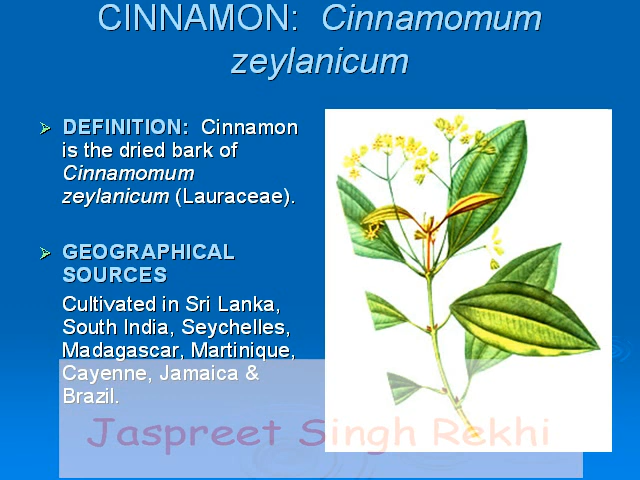 CINNAMON: Cinnamomum
zeylanicum
➢ DEFINITION: Cinnamon
is the dried bark of
Cinnamomum
zeylanicum (Lauraceae).
➢ GEOGRAPHICAL
SOURCES
Cultivated in Sri Lanka,
South India, Seychelles,
Madagascar, Martinique,
Cayenne, Jamaica &
Brazil.
Jaspreet Singh Rekhi